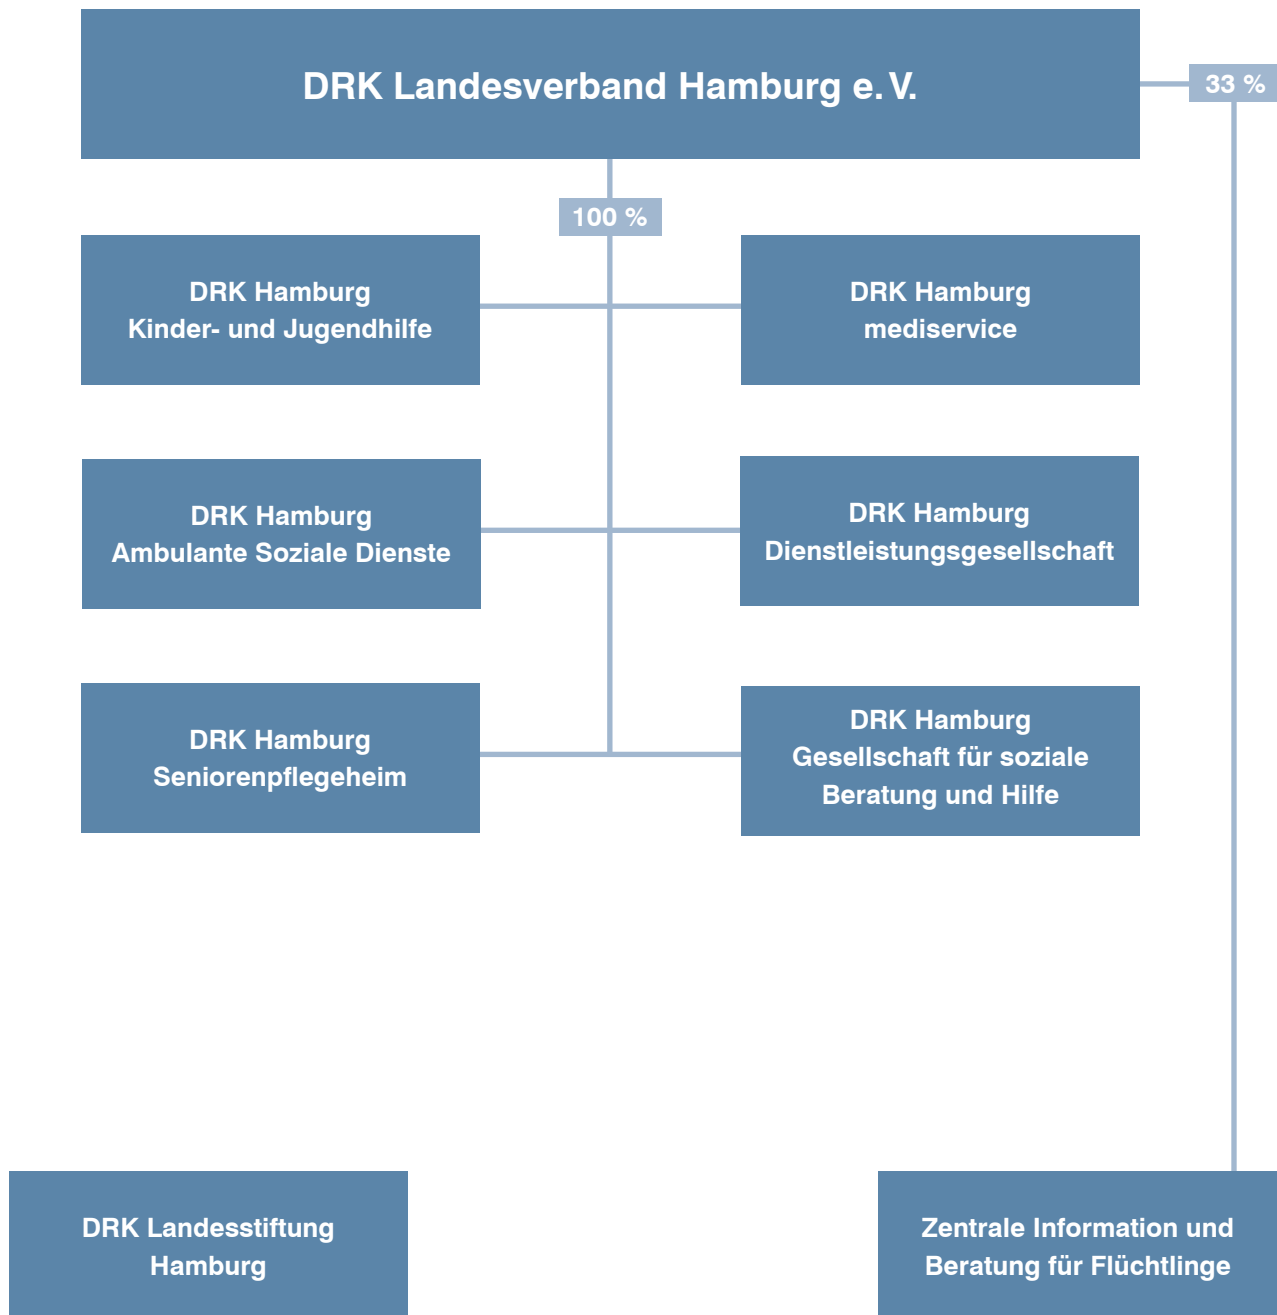 DRK Landesverband Hamburg e. V.
33 %
100 %
DRK Hamburg
Kinder- und Jugendhilfe
DRK Hamburg
mediservice
DRK Hamburg
Ambulante Soziale Dienste
DRK Hamburg
Dienstleistungsgesellschaft
DRK Hamburg
Seniorenpflegeheim
DRK Hamburg
Gesellschaft für soziale
Beratung und Hilfe
DRK Landesstiftung
Hamburg
Zentrale Information und
Beratung für Flüchtlinge